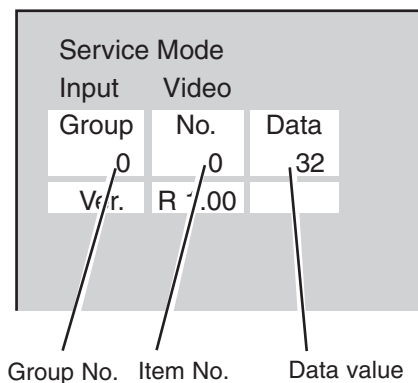 Service Mode
Input Video
Group No. Data
0 0 32
Ver. R 1.00
Group No. Item No. Data value